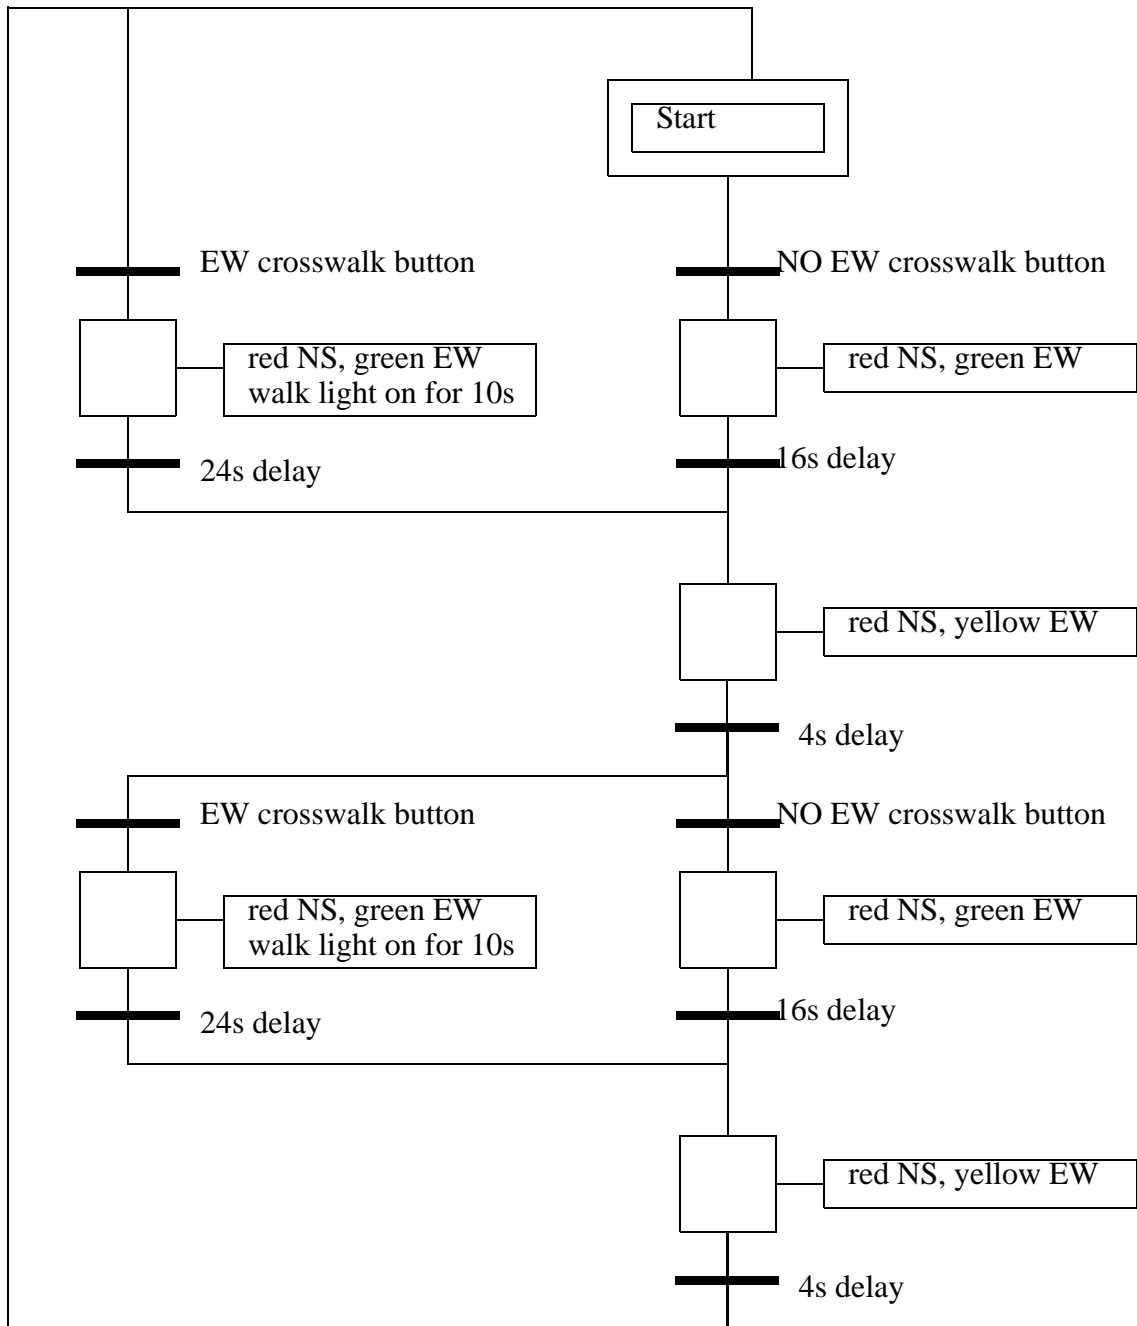 Start
EW crosswalk button
NO EW crosswalk button
red NS, green EW
walk light on for 10s
red NS, green EW
24s delay
16s delay
red NS, yellow EW
4s delay
EW crosswalk button
NO EW crosswalk button
red NS, green EW
walk light on for 10s
red NS, green EW
24s delay
16s delay
red NS, yellow EW
4s delay